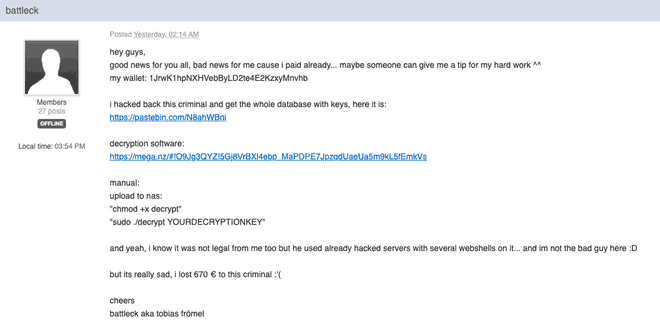 battleck
Posted Yesterday, 02:14 AM
Members
27 posts
OFFLINE
Local time: 03:54 PM
hey guys,
good news for you all, bad news for me cause i paid already... maybe someone can give me a tip for my hard work ^^
my wallet: 1JrwK1hpNXHVebByLD2te4E2KzxyMnvhb
i hacked back this criminal and get the whole database with keys, here it is:
https://pastebin.com/N8ahWBni
decryption software:
https://mega.nz/#!O9Jg3QYZ!5Gj8VrBXl4ebp_MaPDPE7JpzqdUaeUa5m9kL5fEmkVs
manual:
upload to nas:
"chmod +x decrypt"
"sudo ./decrypt YOURDECRYPTIONKEY"
and yeah, i know it was not legal from me too but he used already hacked servers with several webshells on it... and im not the bad guy here :D
but its really sad, i lost 670 € to this criminal :'(
cheers
battleck aka tobias frömel